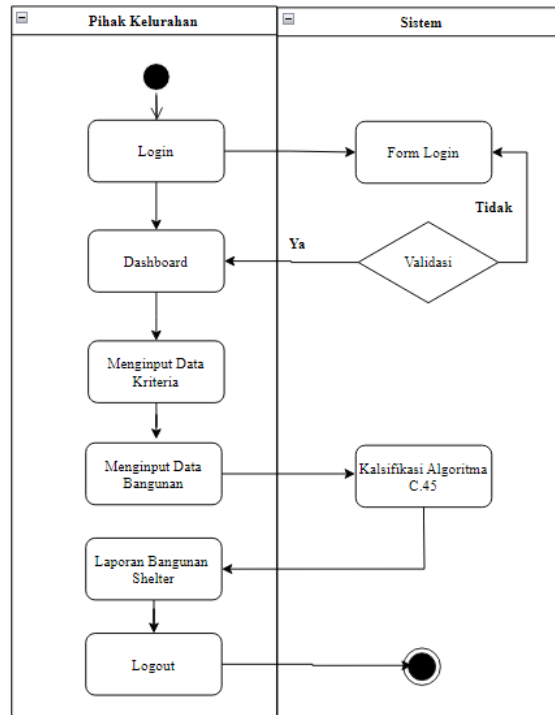 Pihak Kelurahan
Sistem
Login
Form Login
Tidak
Ya
Dashboard
Validasi
Menginput Data
Kriteria
Menginput Data
Bangunan
Kalsifikasi Algoritma
C.45
Laporan Bangunan
Shelter
Logout